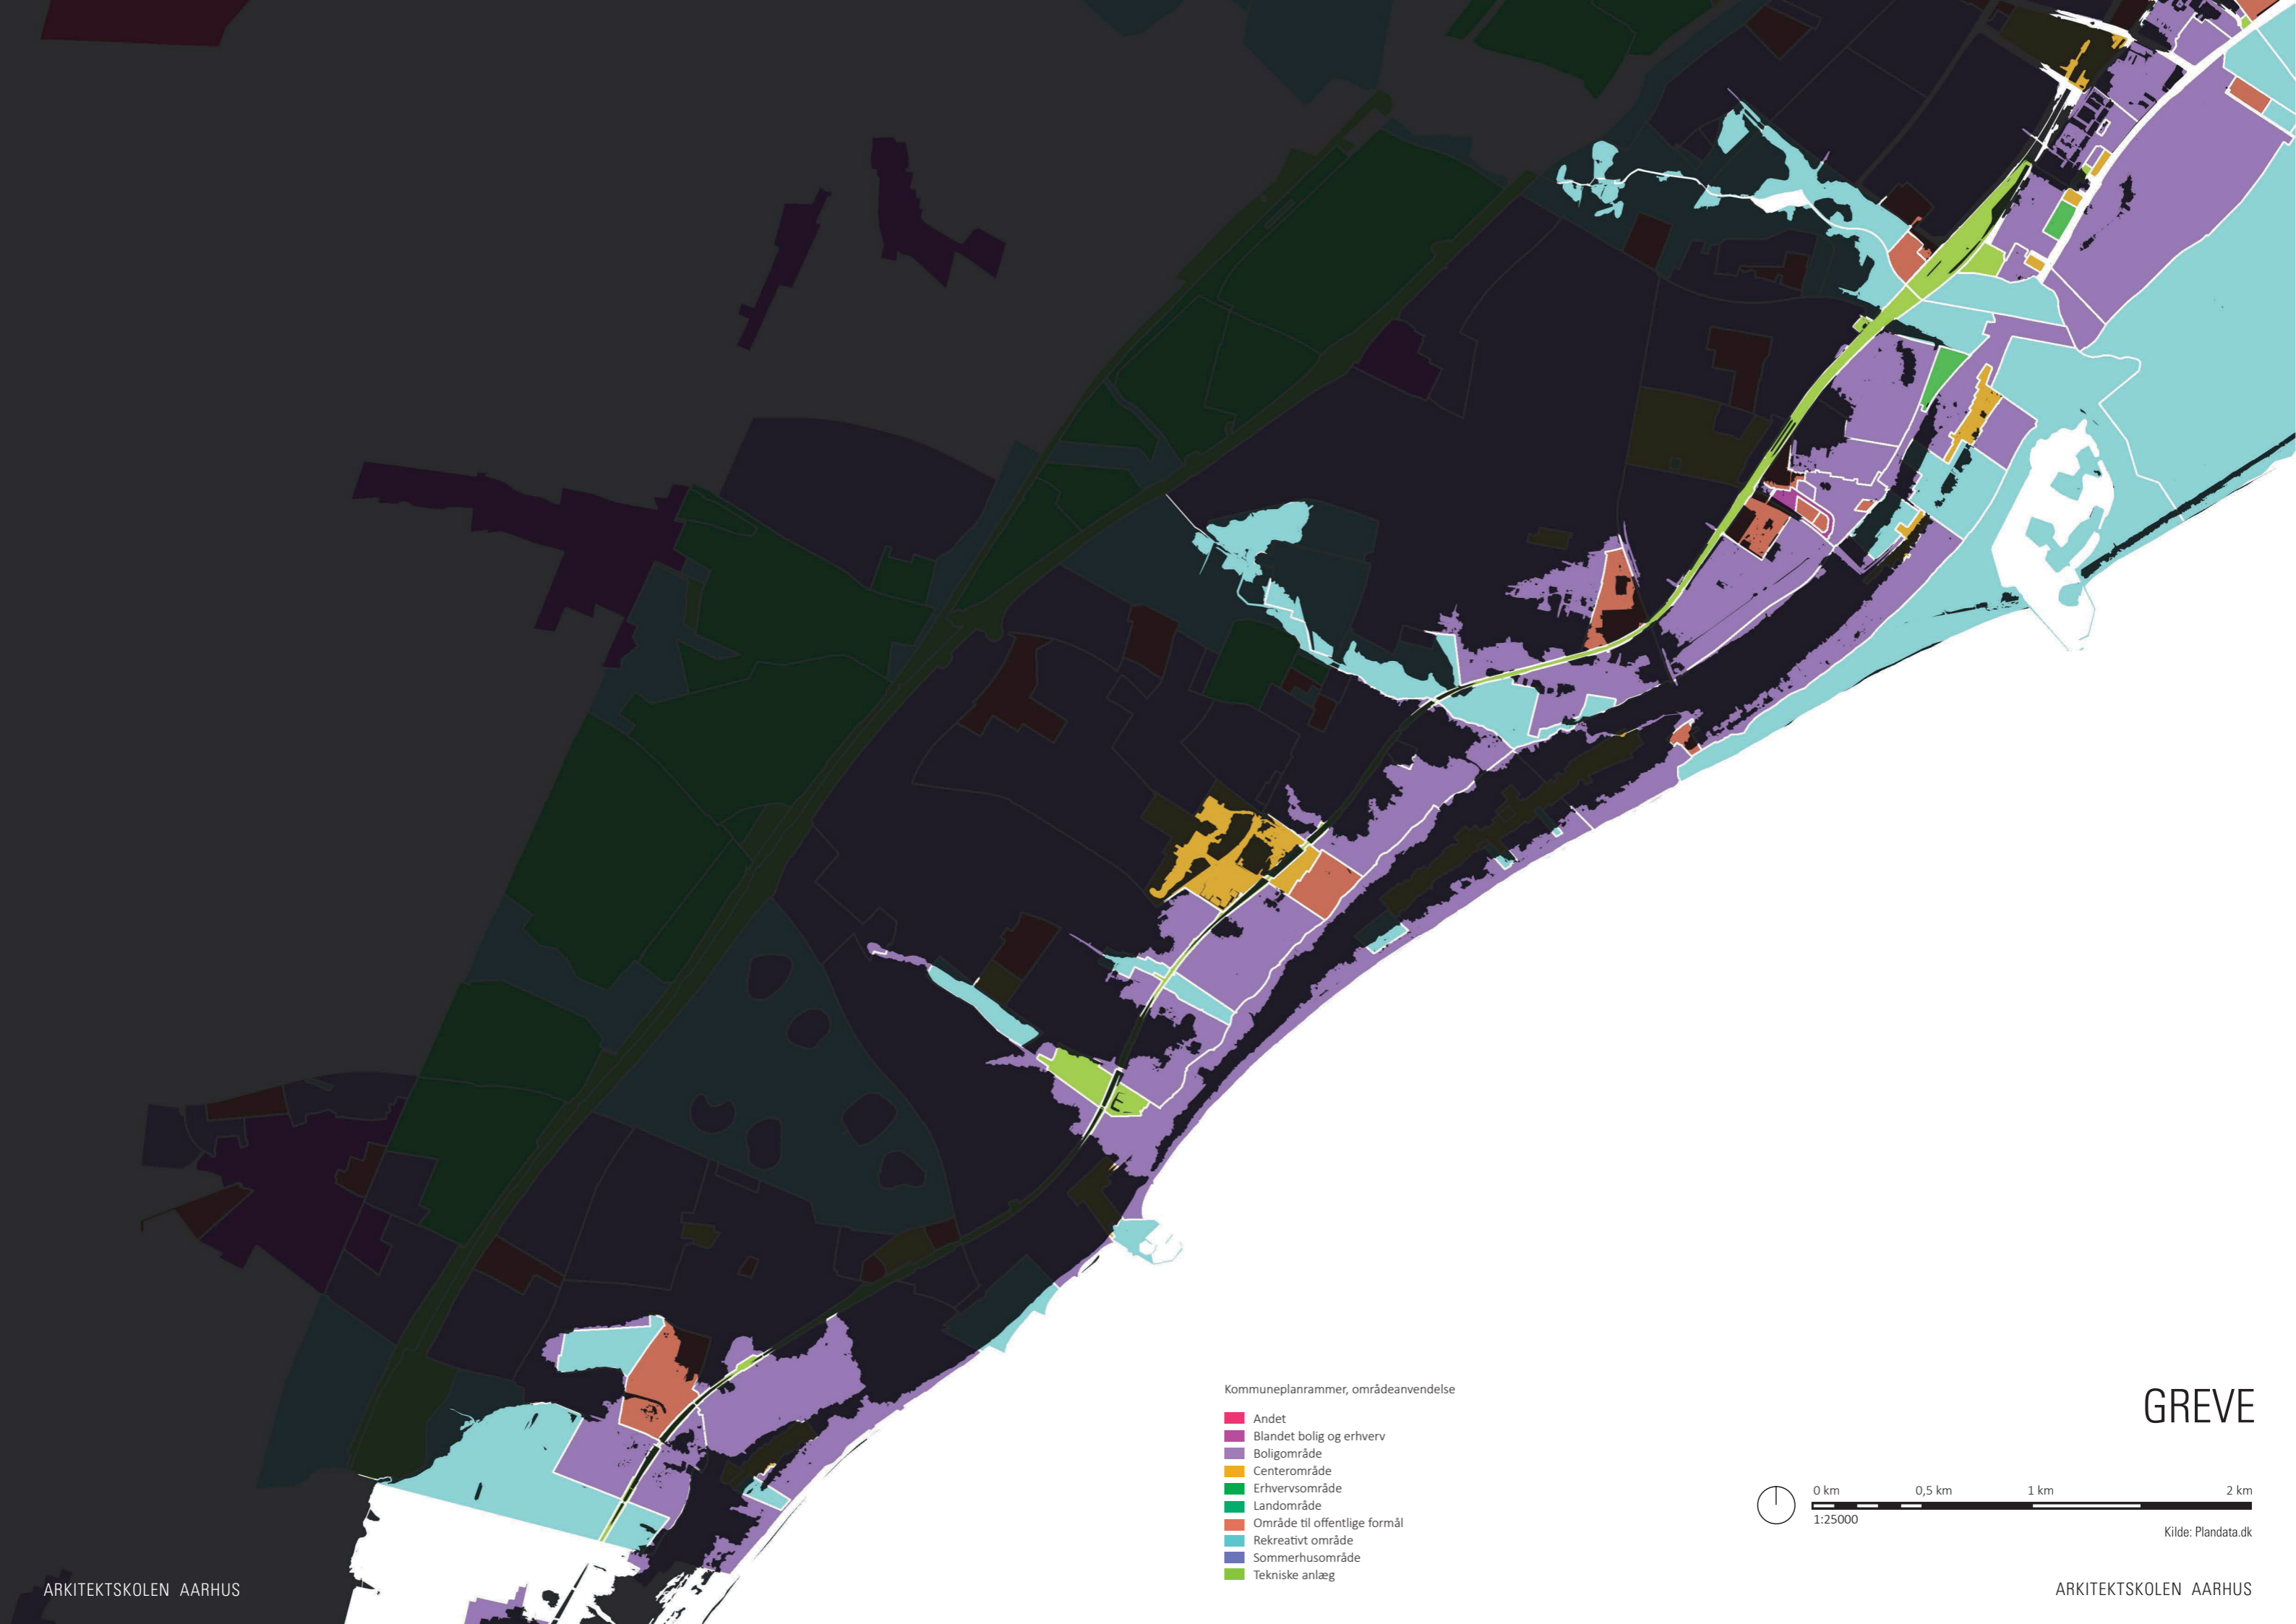 Kommuneplanrammer, områdeanvendelse
Andet
Blandet bolig og erhverv
Boligområde
Centerområde
Erhvervsområde
Landområde
Område til offentlige formål
Rekreativt område
Sommerhusområde
Tekniske anlæg
GREVE
0 km 0,5 km 1 km 2 km
1:25000
Kilde: Plandata.dk
ARKITEKTSKOLEN AARHUS
ARKITEKTSKOLEN AARHUS